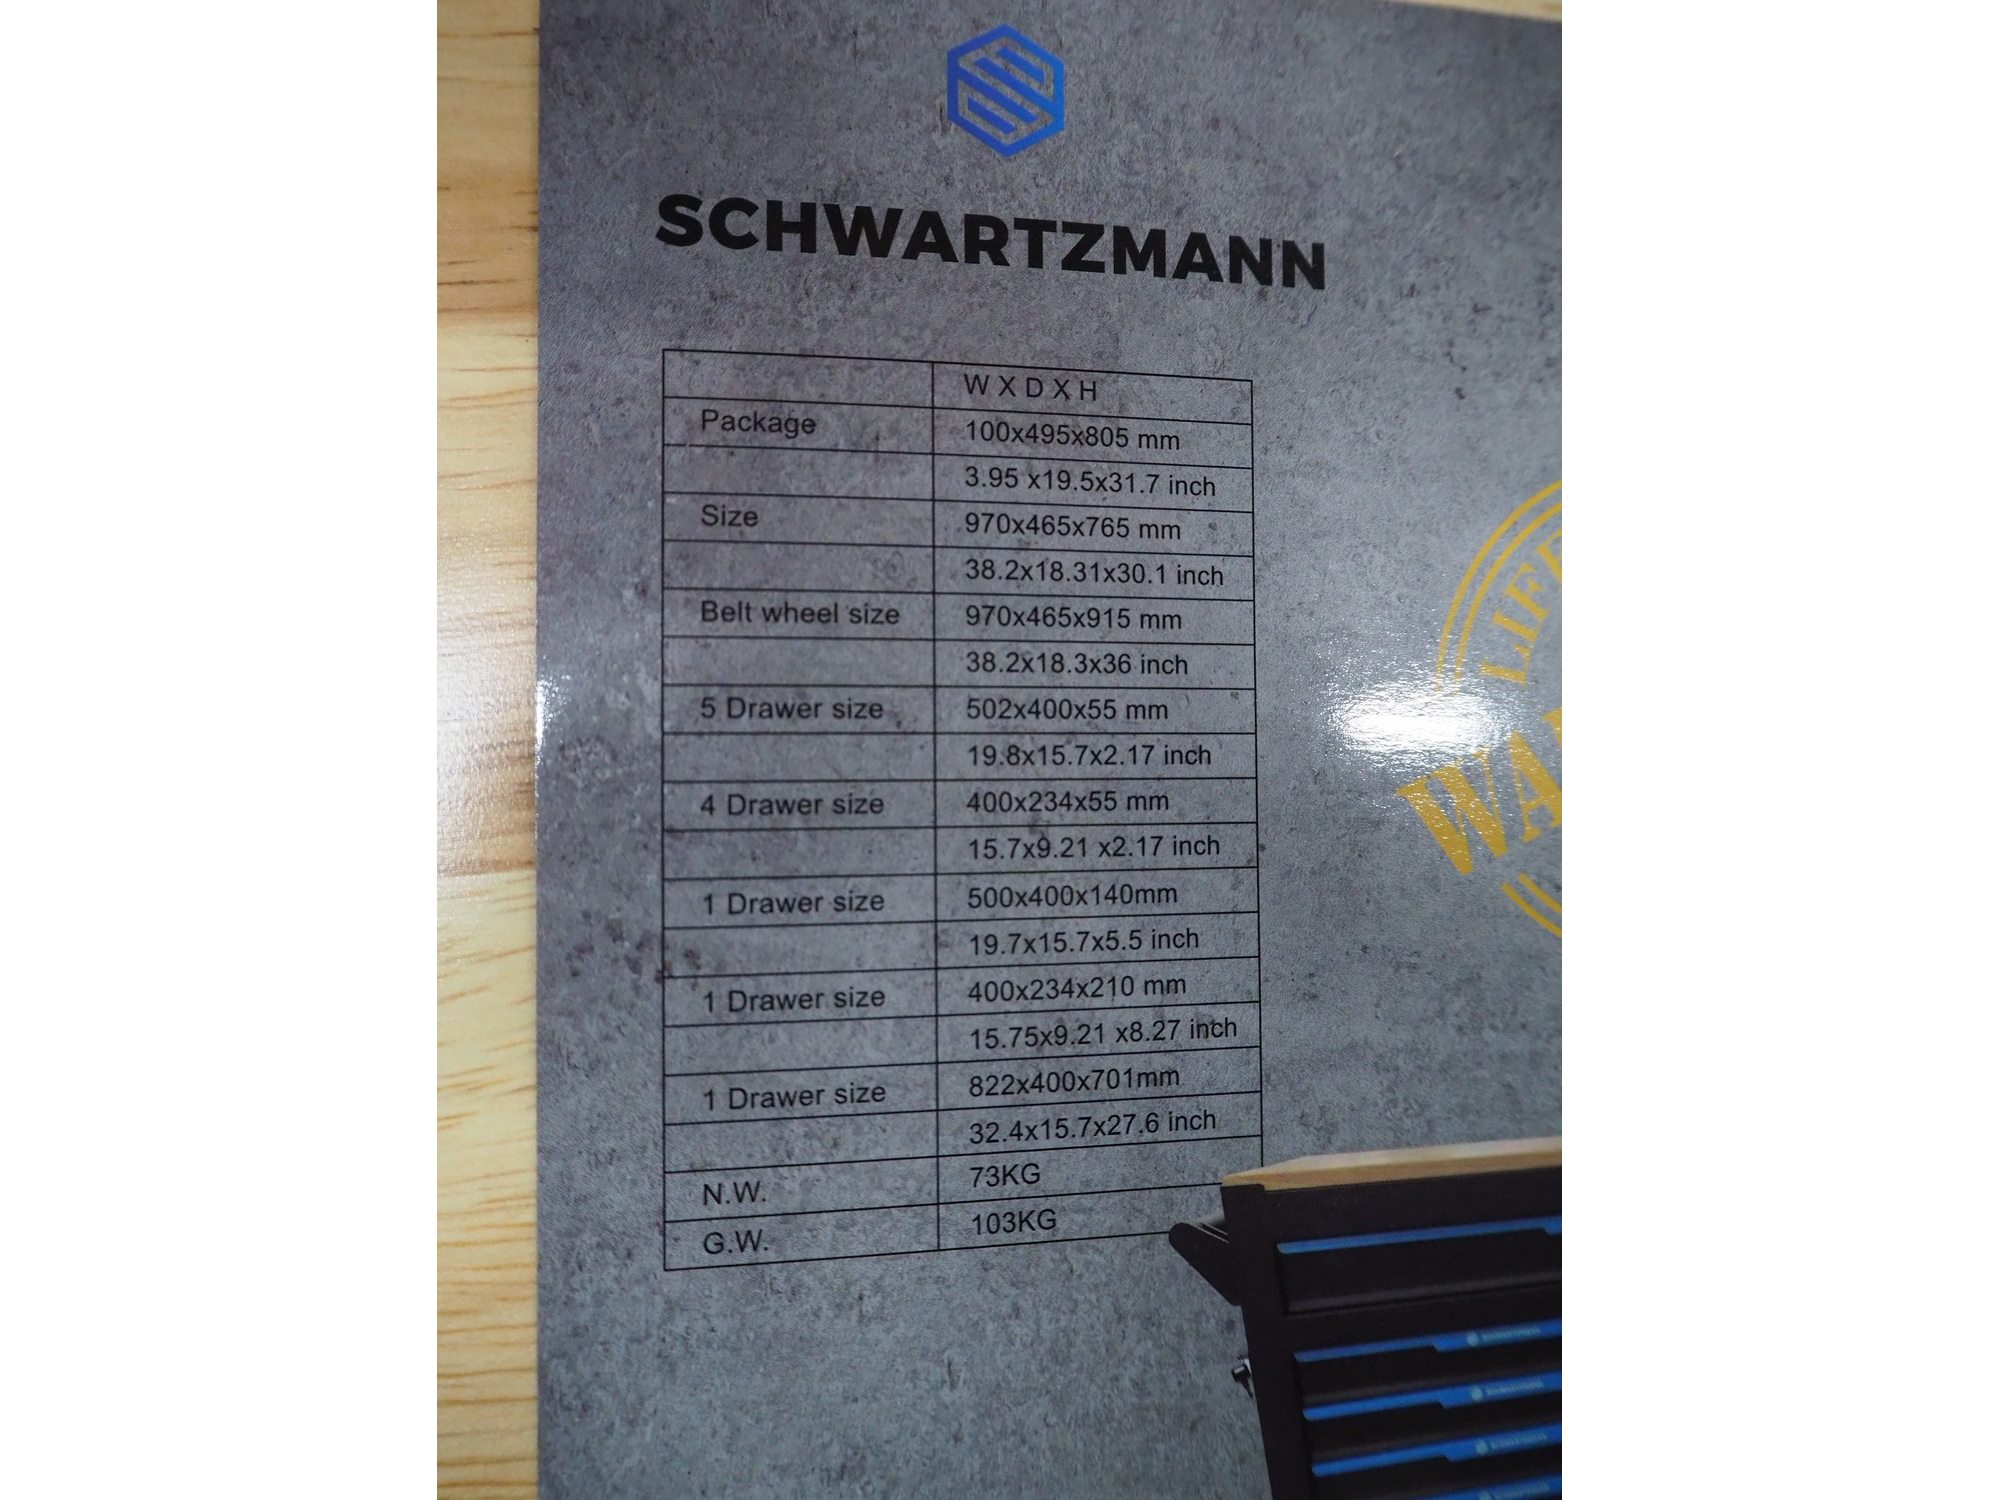 SCHWARTZMANN
W X D X H
Package 100x495x805 mm
3.95 x19.5x31.7 inch
Size 970x465x765 mm
38.2x18.31x30.1 inch
Belt wheel size 970x465x915 mm
38.2x18.3x36 inch
5 Drawer size 502x400x55 mm
19.8x15.7x2.17 inch
4 Drawer size 400x234x55 mm
15.7x9.21 x2.17 inch
1 Drawer size 500x400x140mm
19.7x15.7x5.5 inch
1 Drawer size 400x234x210 mm
15.75x9.21 x8.27 inch
1 Drawer size 822x400x701mm
32.4x15.7x27.6 inch
N.W. 73KG
G.W. 103KG